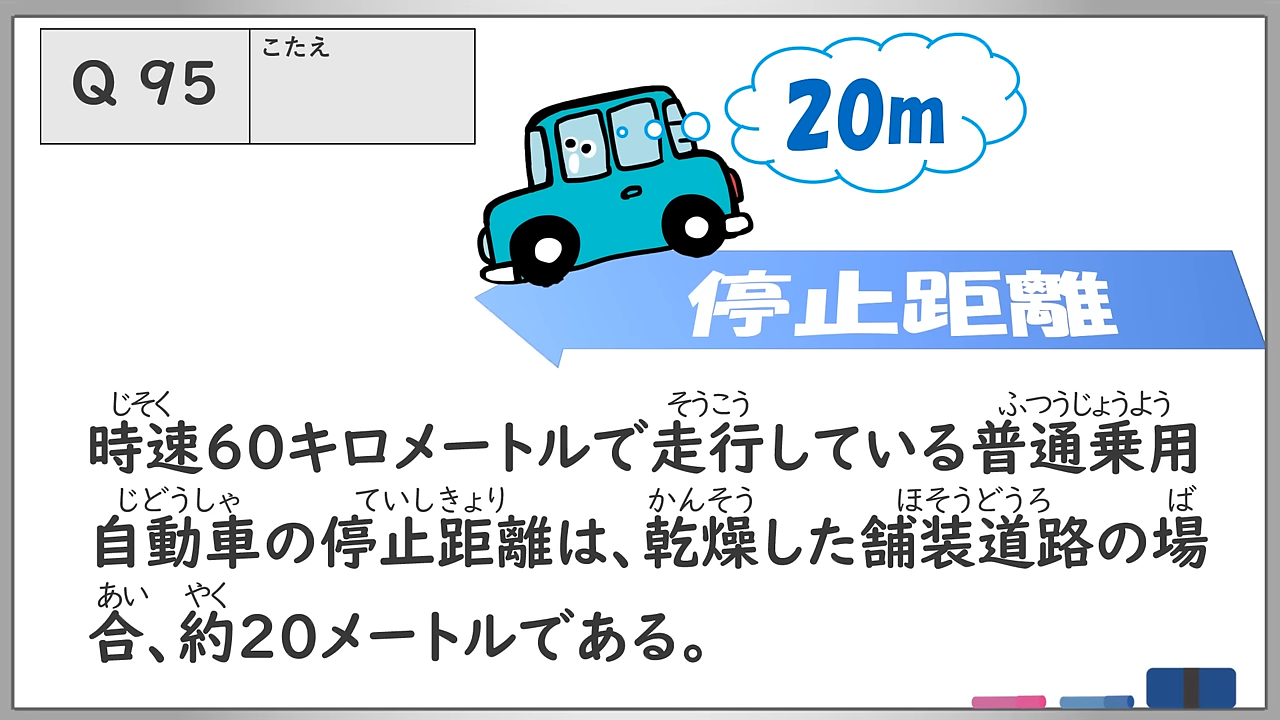 Q 95
こたえ
20m
停止距離
じそく そうこう ふつうじょうよう
時速60キロメートルで走行している普通乗用
じどうしゃ ていしきょり かんそう ほそうどうろ ば
自動車の停止距離は、乾燥した舗装道路の場
あい やく
合、約20メートルである。